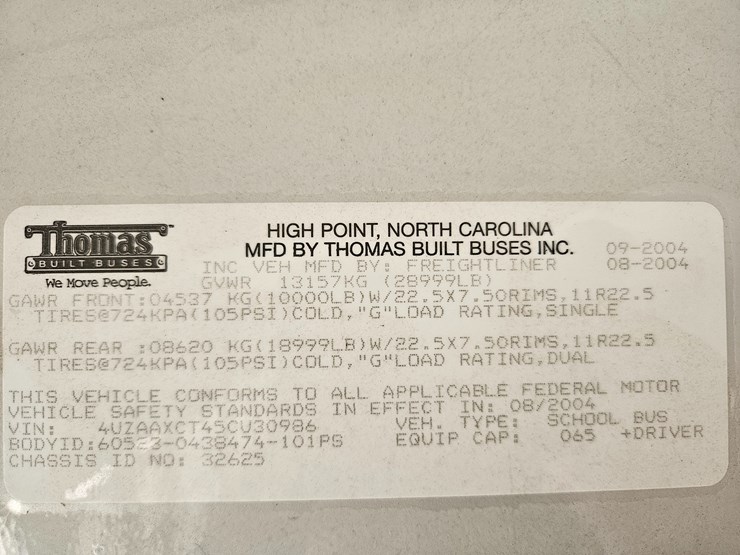 Thomas™
BUILT BUSES
We Move People.
HIGH POINT, NORTH CAROLINA
MFD BY THOMAS BUILT BUSES INC. 09-2004
INC VEH MFD BY: FREIGHTLINER 08-2004
GVWR 13157KG (28999LB)
GAWR FRONT:04537 KG(10000LB)W/22.5X7.50RIMS,11R22.5
TIRES@724KPA(105PSI)COLD,"G"LOAD RATING,SINGLE
GAWR REAR :08620 KG(18999LB)W/22.5X7.50RIMS,11R22.5
TIRES@724KPA(105PSI)COLD,"G"LOAD RATING,DUAL
THIS VEHICLE CONFORMS TO ALL APPLICABLE FEDERAL MOTOR
VEHICLE SAFETY STANDARDS IN EFFECT IN: 08/2004
VIN: 4UZAAXCT45CU30986 VEH. TYPE: SCHOOL BUS
BODYID: EQUIP CAP: 065 +DRIVER
CHASSIS ID NO: 32625